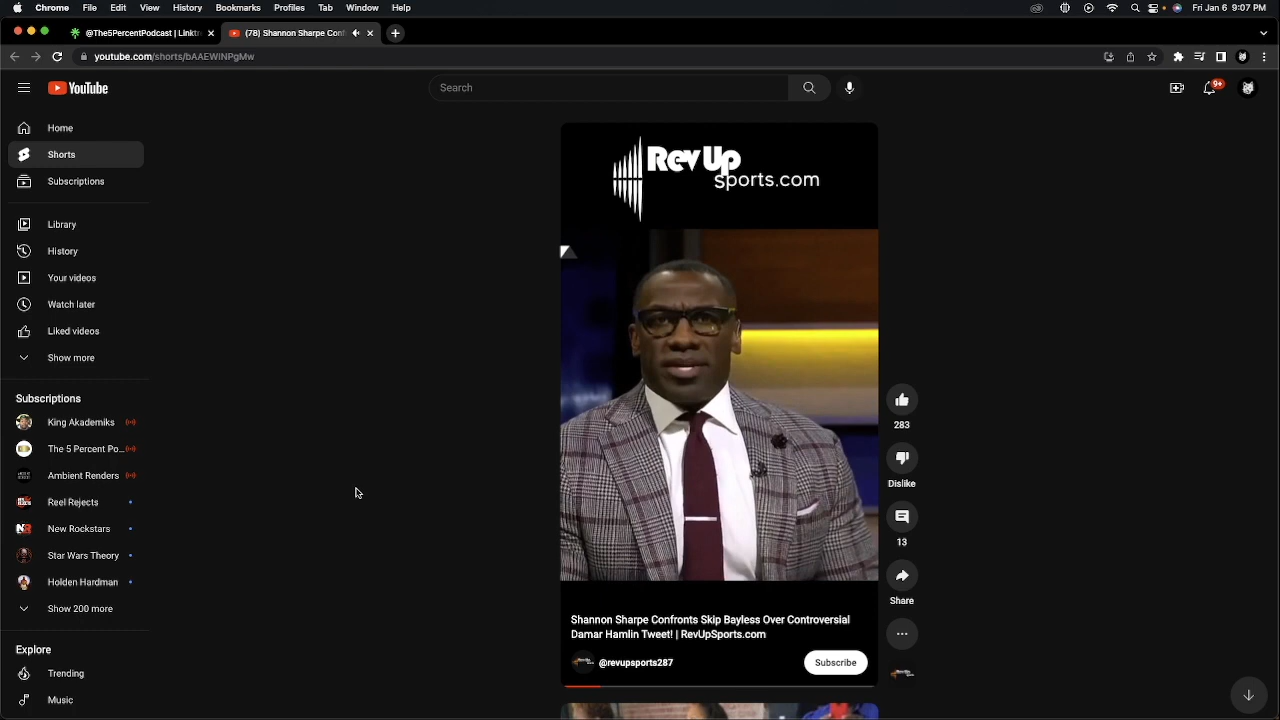 Chrome File Edit View History Bookmarks Profiles Tab Window Help Fri Jan 6 9:07 PM
@The5PercentPodcast | Linktr (78) Shannon Sharpe Conf
youtube.com/shorts/bAAEWlNPgMw
YouTube
Search
9+
Home
Shorts
Subscriptions
Library
History
Your videos
Watch later
Liked videos
Show more
Subscriptions
King Akademiks
The 5 Percent Po...
Ambient Renders
Reel Rejects
New Rockstars
Star Wars Theory
Holden Hardman
Show 200 more
Explore
Trending
Music
RevUp
sports.com
283
Dislike
13
Share
Shannon Sharpe Confronts Skip Bayless Over Controversial
Damar Hamlin Tweet! | RevUpSports.com
@revupsports287 Subscribe